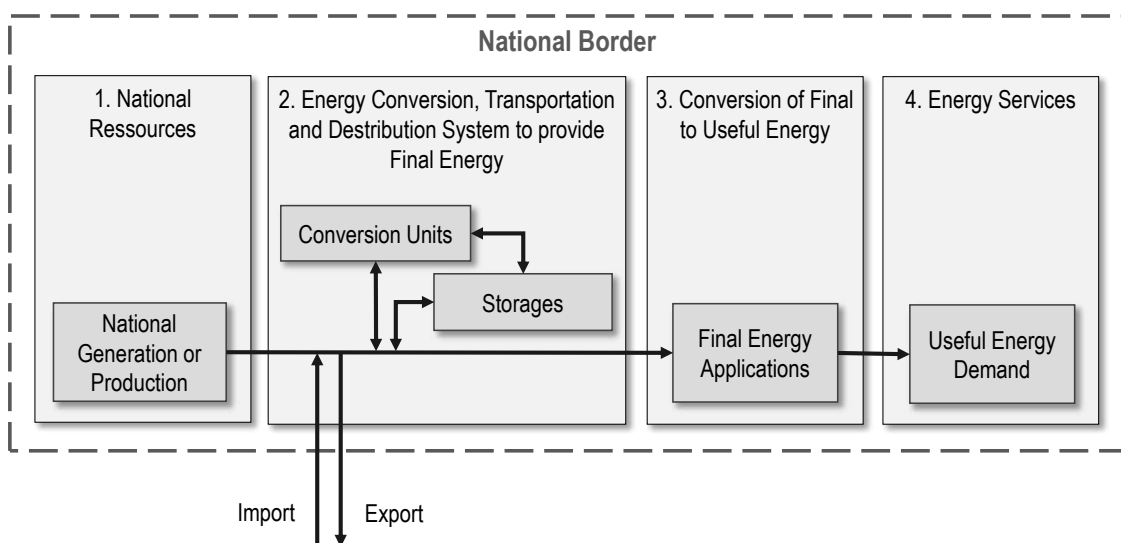 National Border
1. National
Ressources
2. Energy Conversion, Transportation
and Destribution System to provide
Final Energy
3. Conversion of Final
to Useful Energy
4. Energy Services
Conversion Units
Storages
National
Generation or
Production
Final Energy
Applications
Useful Energy
Demand
Import
Export